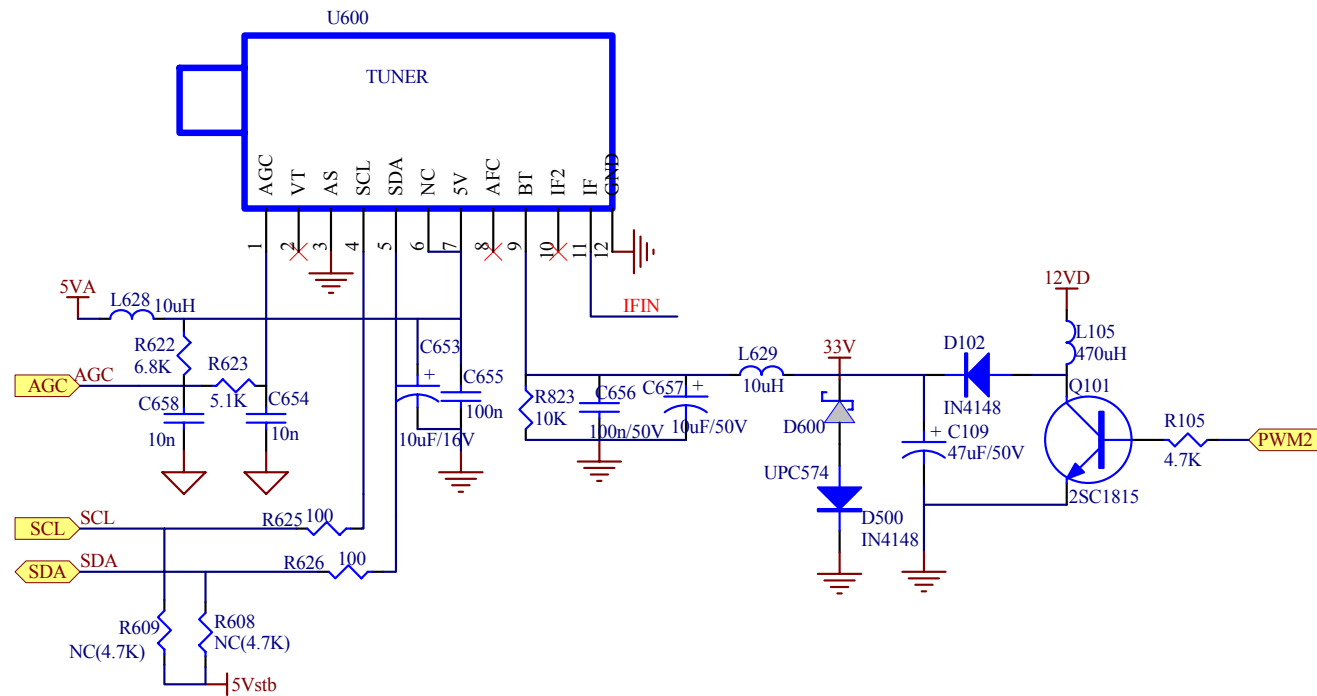 U600
TUNER
AGC
VT
AS
SCL
SDA
NC
5V
AFC
BT
IF2
IF
GND
1
2
3
4
5
6
7
8
9
10
11
12
5VA
L628
10uH
IFIN
12VD
R622
6.8K
R623
5.1K
C653
+
10uF/16V
C655
100n
L629
10uH
33V
D102
IN4148
L105
470uH
Q101
2SC1815
AGC
AGC
C658
10n
C654
10n
R823
10K
C656
100n/50V
C657
+
10uF/50V
D600
UPC574
D500
IN4148
+
C109
47uF/50V
R105
4.7K
PWM2
SCL
SCL
R625
100
SDA
SDA
R626
100
R609
NC(4.7K)
R608
NC(4.7K)
5Vstb